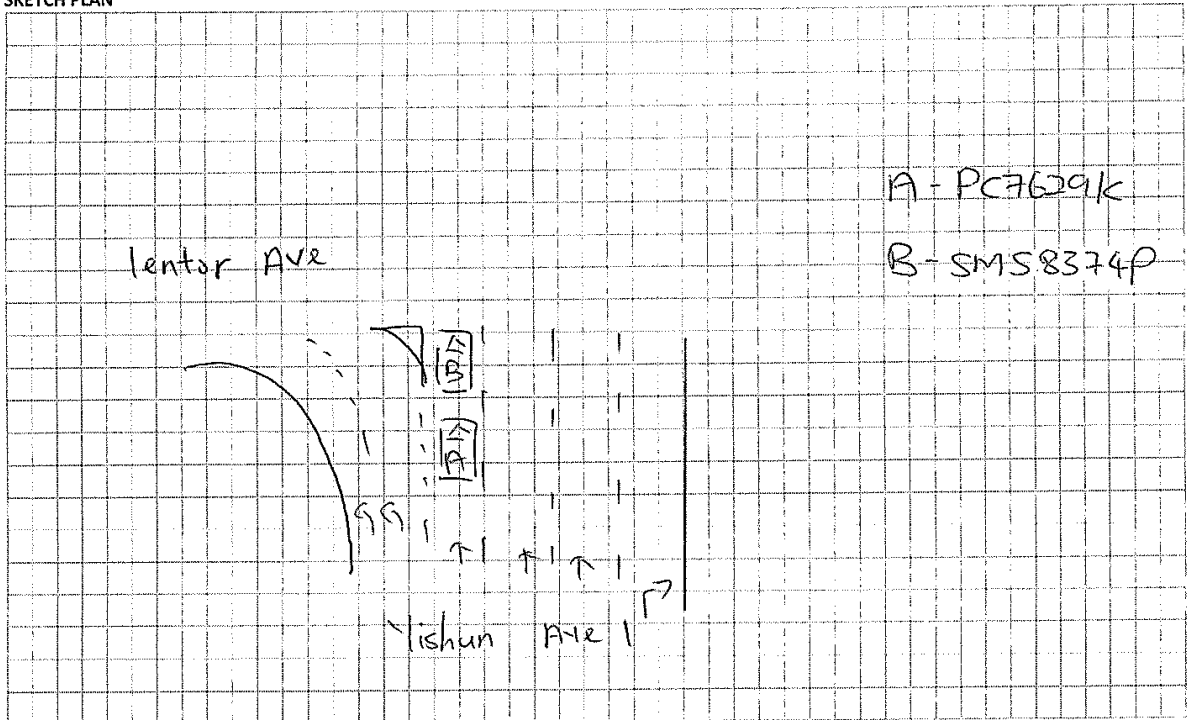 SKETCH PLAN
A - PC7629K
lentor Ave
B - SMS8374P
B
A
Yishun Ave 1